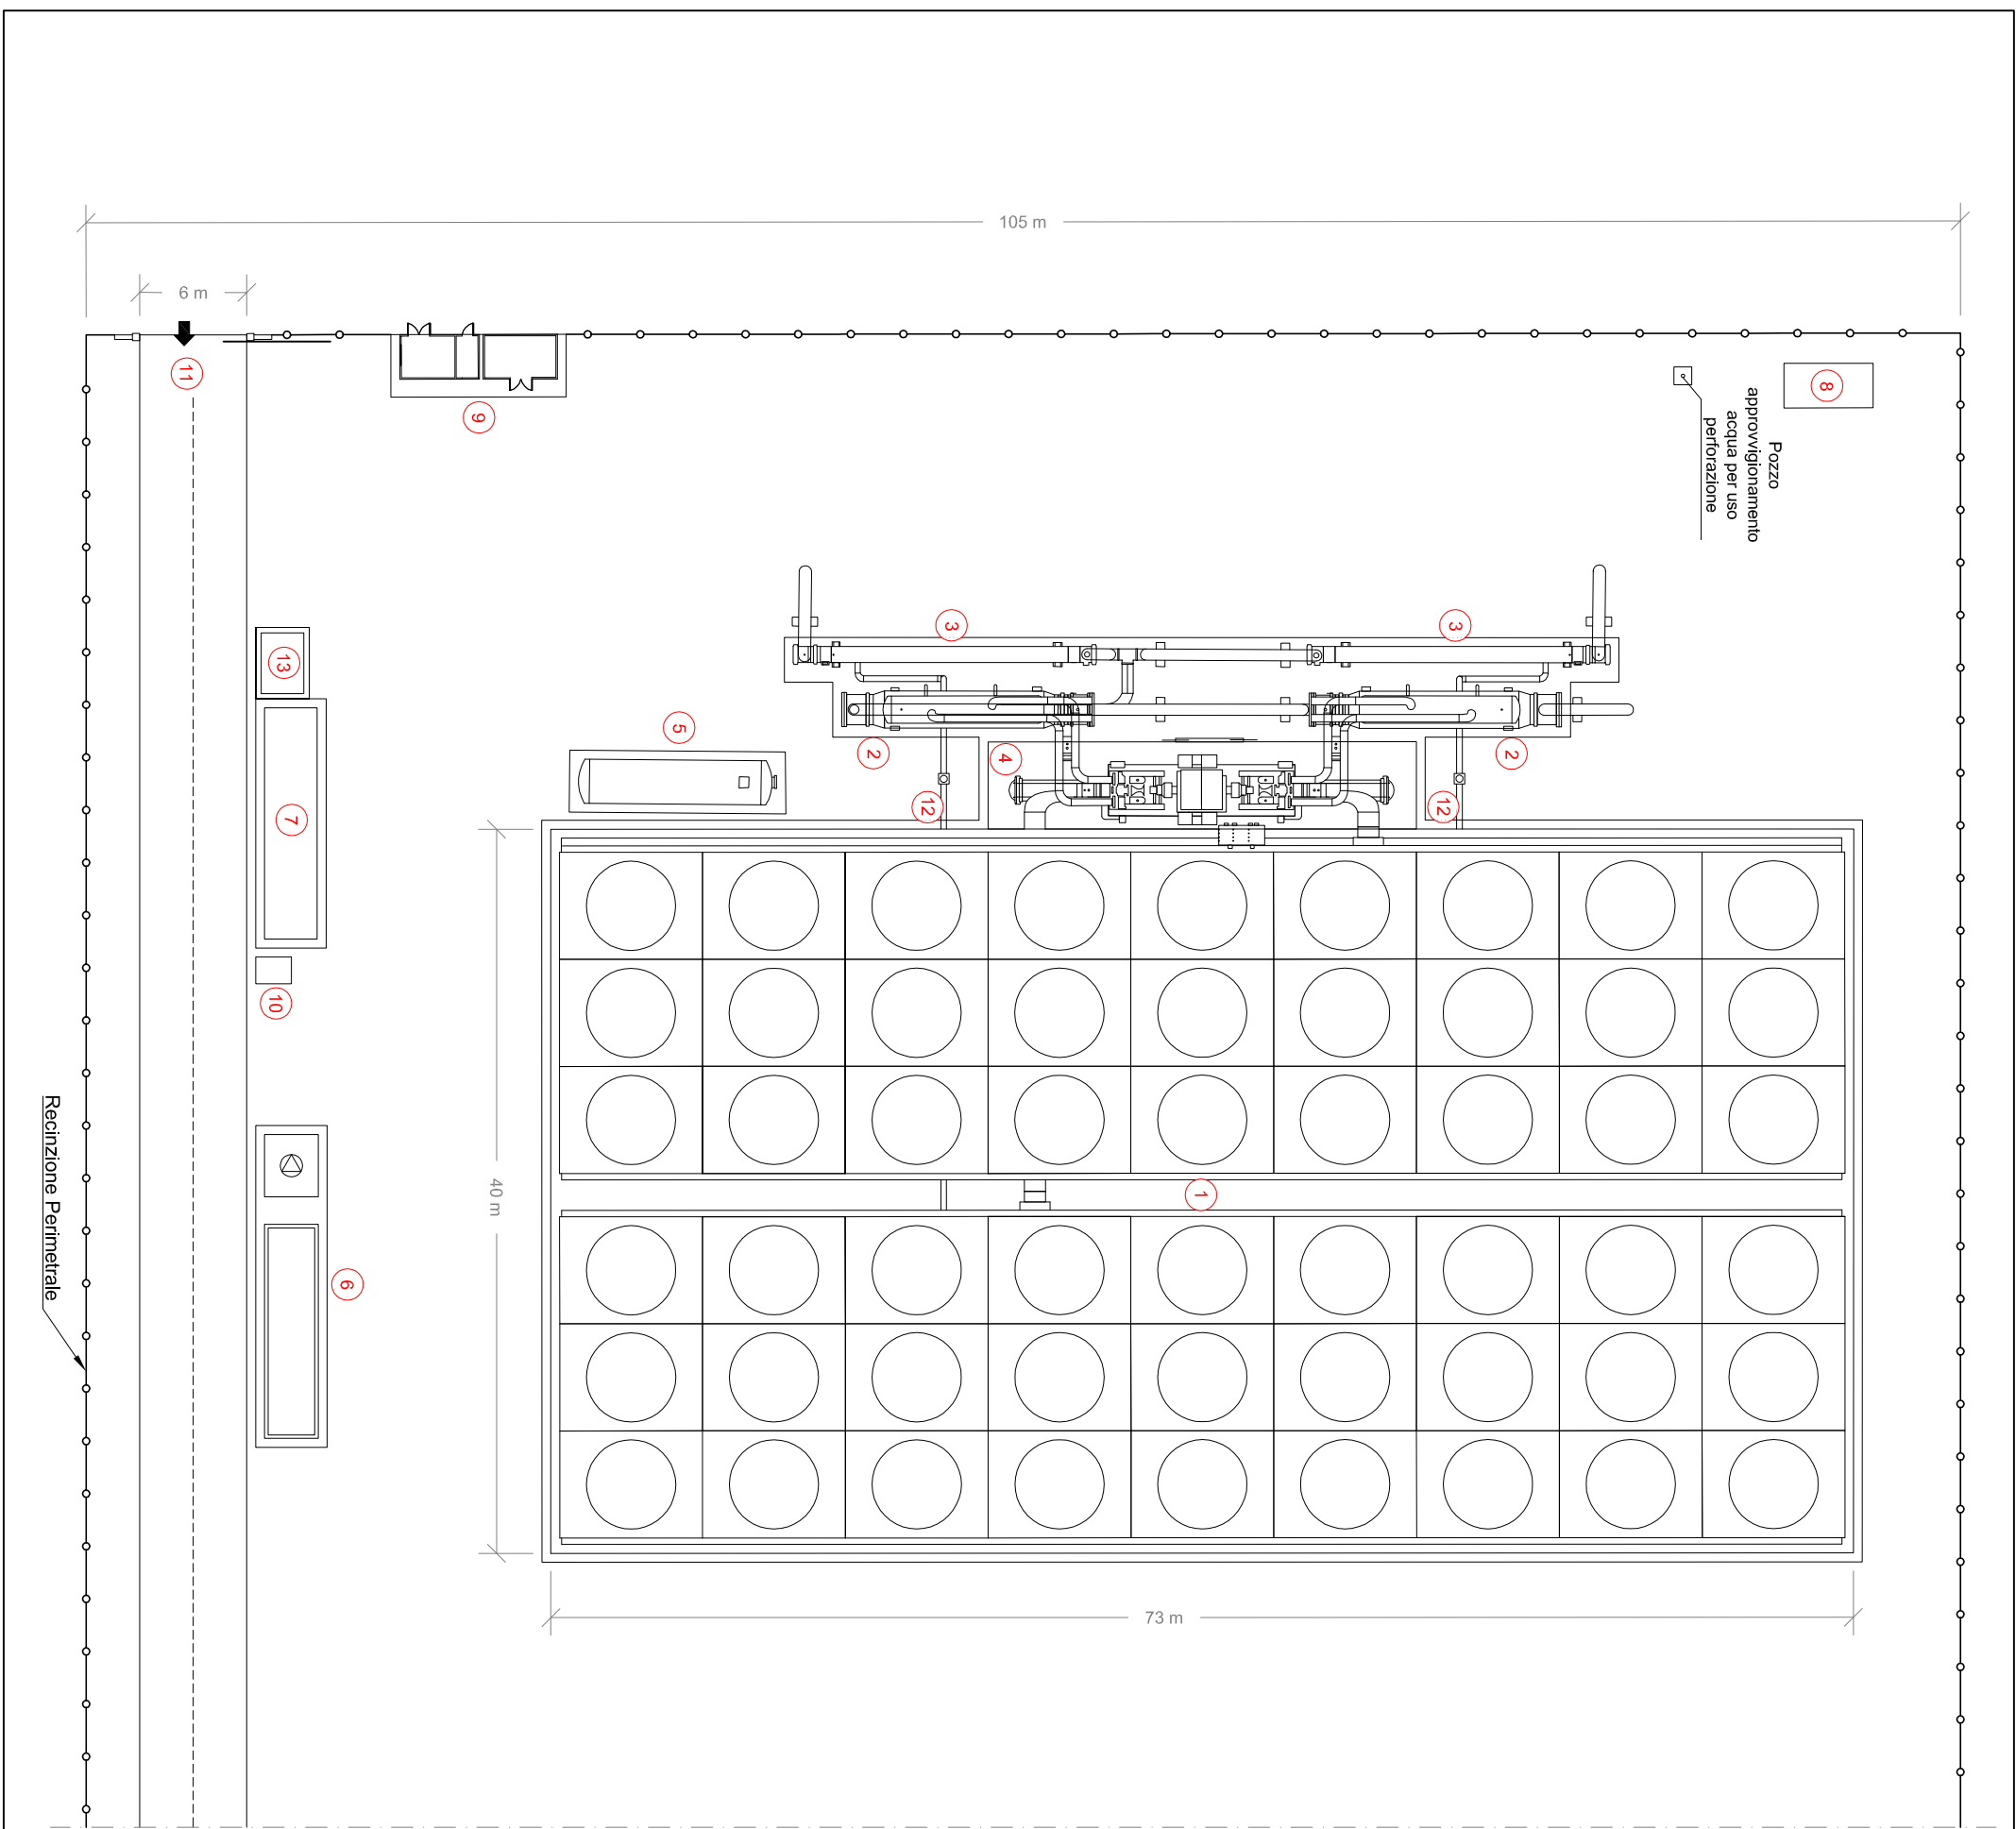 105 m
6 m
11
9
8
Pozzo
approvvigionamento
acqua per uso
perforazione
3
3
13
5
2
4
2
7
12
12
10
1
40 m
6
Recinzione Perimetrale
73 m